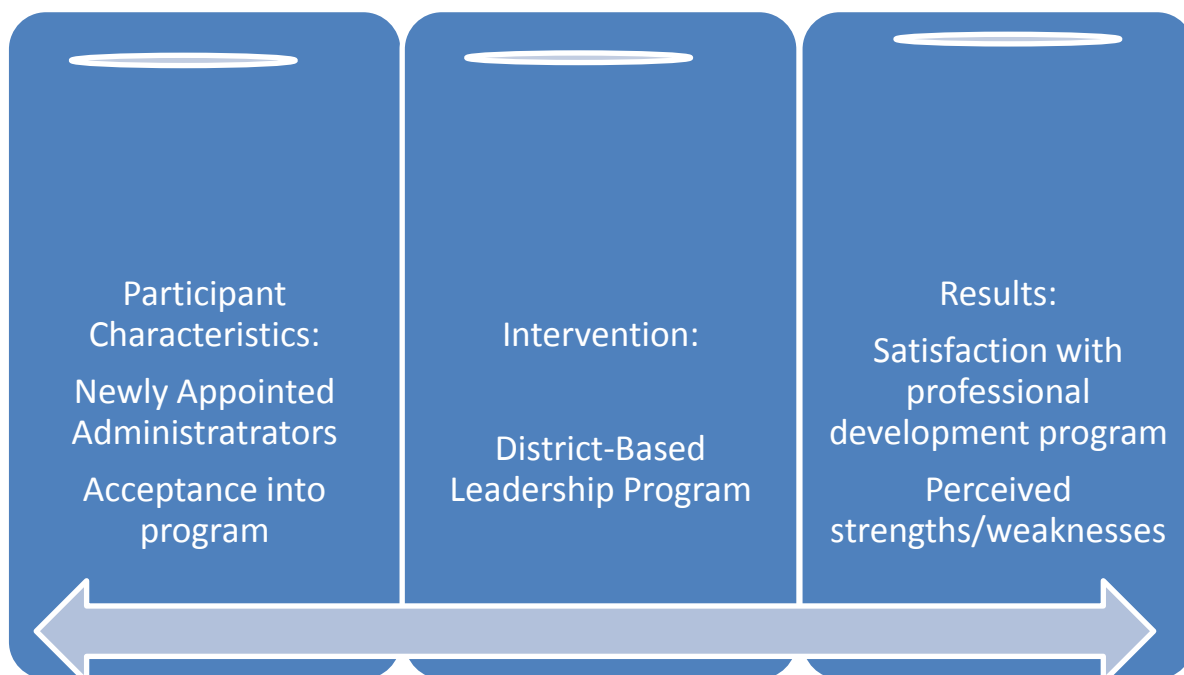 Participant
Characteristics:
Newly Appointed
Administratrators
Acceptance into
program
Intervention:
District-Based
Leadership Program
Results:
Satisfaction with
professional
development program
Perceived
strengths/weaknesses